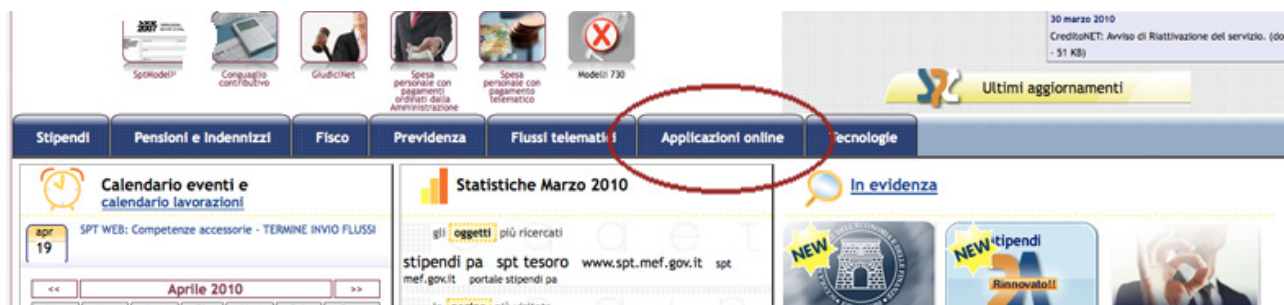 30 marzo 2010
CreditoNET: Avviso di Riattivazione del servizio. (do
- 51 KB)
2007
Conguaglio
contributivo
GiudiciNet
Spesa
personale con
pagamenti
ordinati dalla
Amministrazione
Spesa
personale con
pagamento
telematico
Modelli 730
Ultimi aggiornamenti
Stipendi
Pensioni e Indennizzi
Fisco
Previdenza
Flussi telematici
Applicazioni online
Tecnologie
Calendario eventi e
calendario lavorazioni
apr
19
SPT WEB: Competenze accessorie - TERMINE INVIO FLUSSI
<<
Aprile 2010
>>
Statistiche Marzo 2010
gli oggetti più ricercati
stipendi pa spt tesoro www.spt.mef.gov.it spt
mef.gov.it portale stipendi pa
In evidenza
NEW
NEW
tipendi
Rinnovato!!